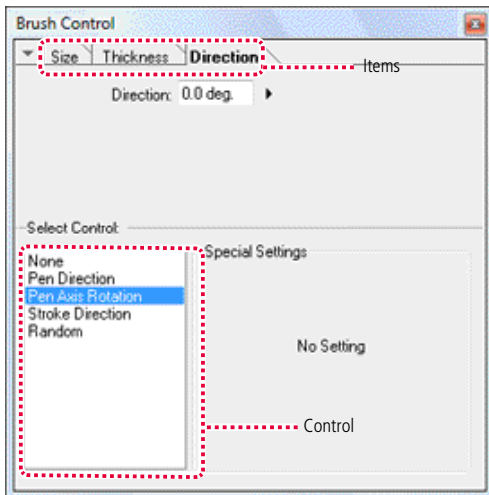 Brush Control
Size Thickness Direction
Items
Direction: 0.0 deg.
Select Control:
None
Pen Direction
Pen Axis Rotation
Stroke Direction
Random
Special Settings
No Setting
Control